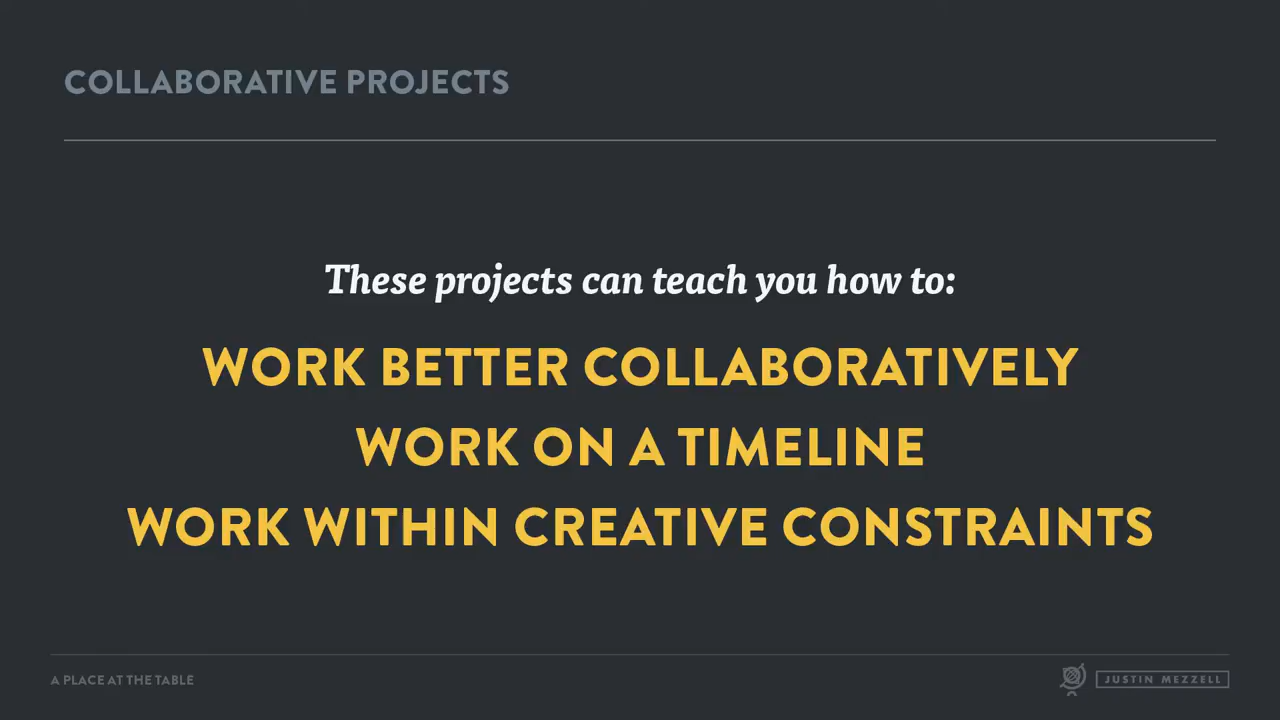 COLLABORATIVE PROJECTS
These projects can teach you how to:
WORK BETTER COLLABORATIVELY
WORK ON A TIMELINE
WORK WITHIN CREATIVE CONSTRAINTS
A PLACE AT THE TABLE
JUSTIN MEZZELL